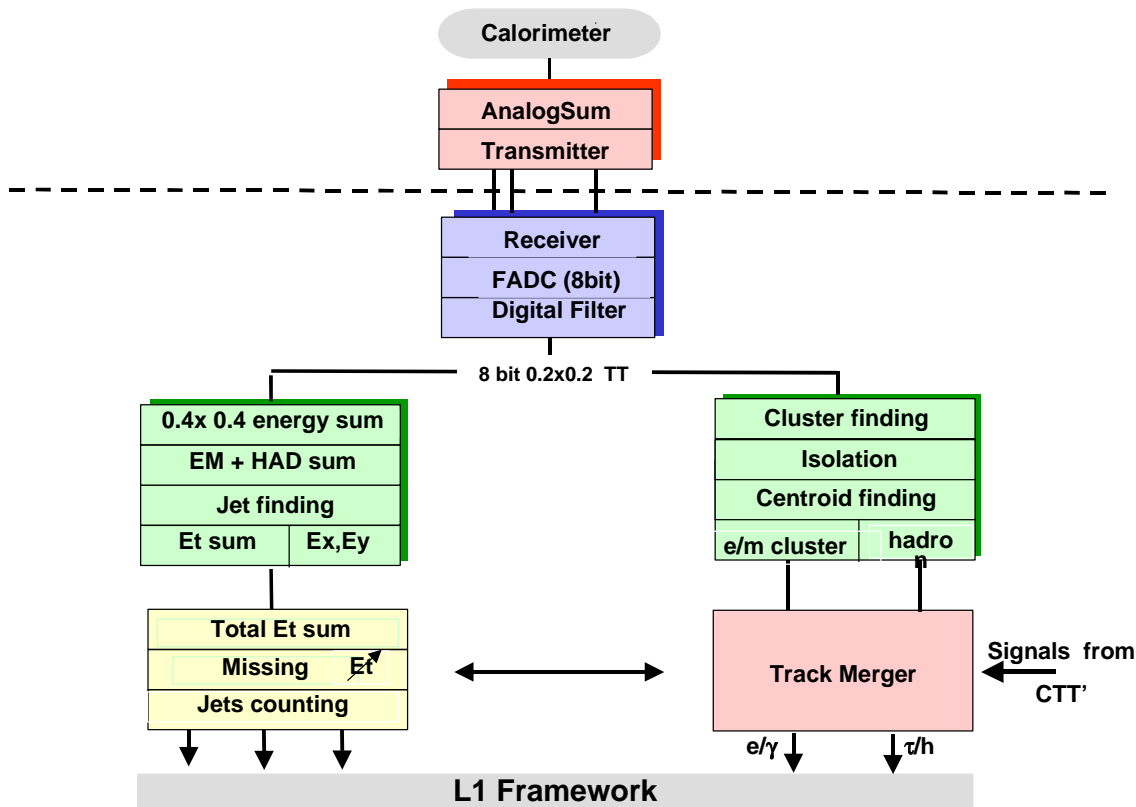 Calorimeter
AnalogSum
Transmitter
Receiver
FADC (8bit)
Digital Filter
8 bit 0.2x0.2 TT
0.4x 0.4 energy sum
EM + HAD sum
Jet finding
Et sum
Ex,Ey
Cluster finding
Isolation
Centroid finding
e/m cluster
hadro
n
Total Et sum
Missing Et
Jets counting
Track Merger
Signals from
CTT’
e/γ
τ/h
L1 Framework